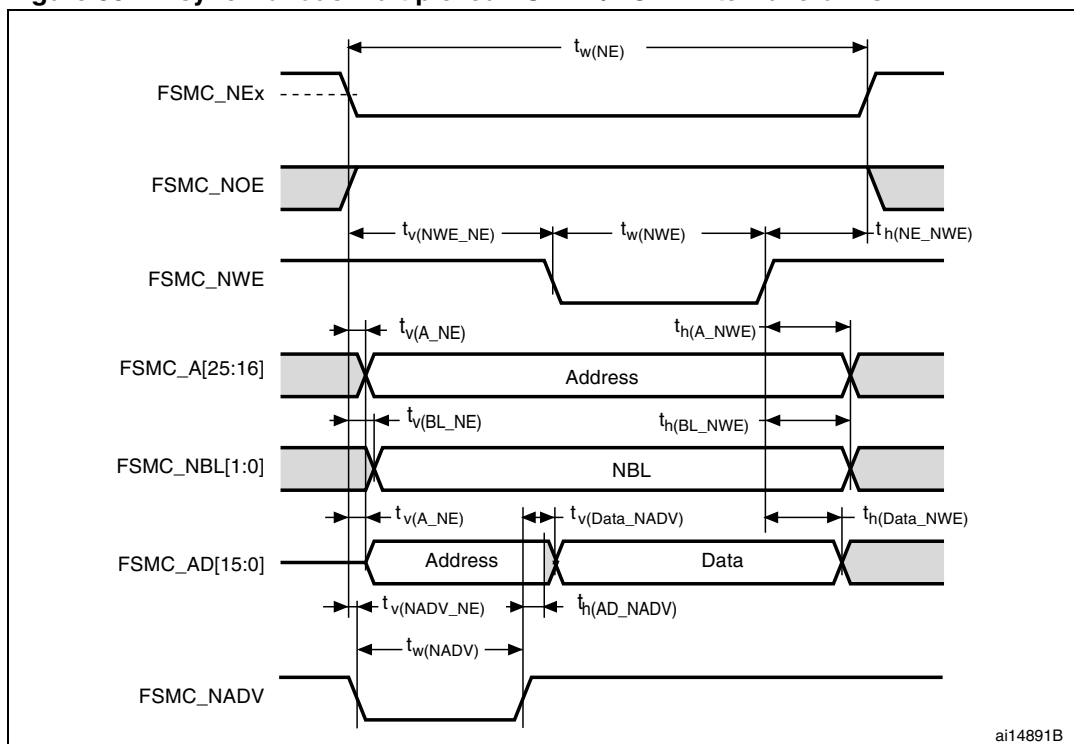 tw(NE)
FSMC_NEx
FSMC_NOE
tv(NWE_NE)
tw(NWE)
th(NE_NWE)
FSMC_NWE
tv(A_NE)
th(A_NWE)
FSMC_A[25:16]
Address
tv(BL_NE)
th(BL_NWE)
FSMC_NBL[1:0]
NBL
tv(A_NE)
tv(Data_NADV)
th(Data_NWE)
FSMC_AD[15:0]
Address
Data
tv(NADV_NE)
th(AD_NADV)
tw(NADV)
FSMC_NADV
ai14891B